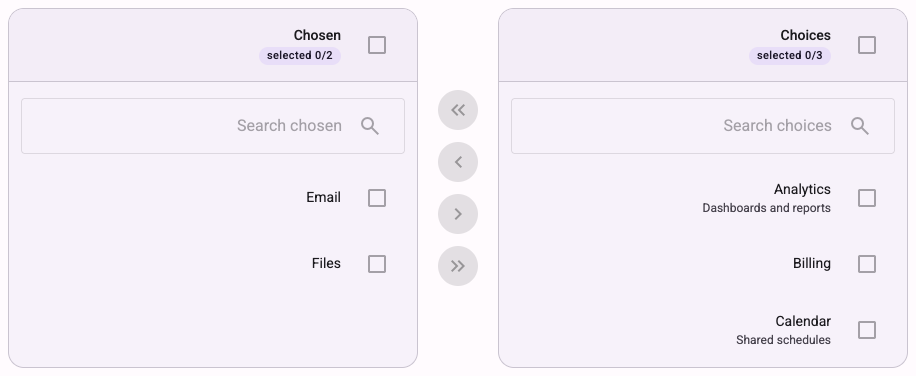 Chosen
selected 0/2
Search chosen
Email
Files
Choices
selected 0/3
Search choices
Analytics
Dashboards and reports
Billing
Calendar
Shared schedules